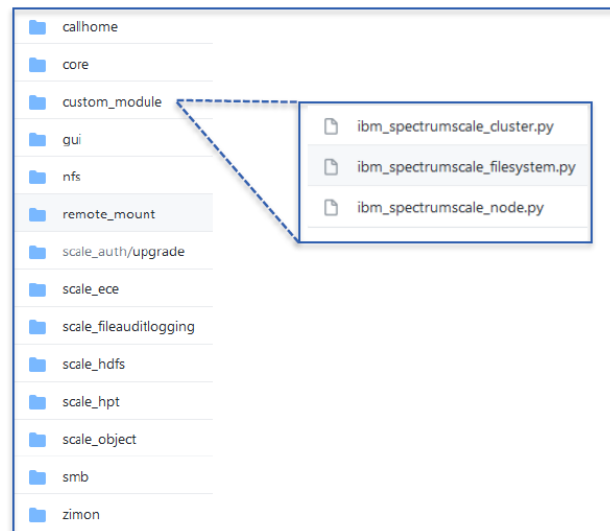 callhome
core
custom_module
gui
nfs
remote_mount
scale_auth/upgrade
scale_ece
scale_fileauditlogging
scale_hdfs
scale_hpt
scale_object
smb
zimon
ibm_spectrumscale_cluster.py
ibm_spectrumscale_filesystem.py
ibm_spectrumscale_node.py